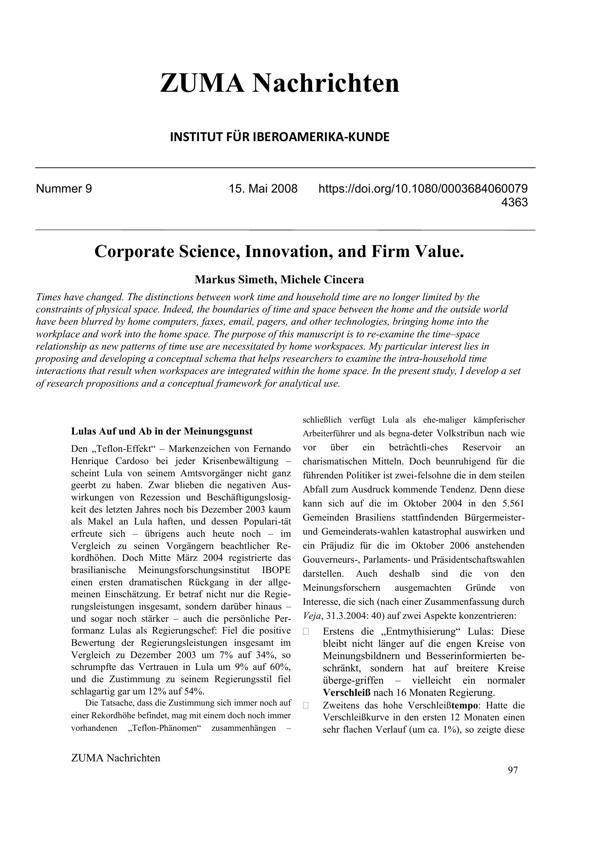 ZUMA Nachrichten
INSTITUT FÜR IBEROAMERIKA-KUNDE
Nummer 9 15. Mai 2008 https://doi.org/10.1080/0003684060079
4363
Corporate Science, Innovation, and Firm Value.
Markus Simeth, Michele Cincera
Times have changed. The distinctions between work time and household time are no longer limited by the
constraints of physical space. Indeed, the boundaries of time and space between the home and the outside world
have been blurred by home computers, faxes, email, pagers, and other technologies, bringing home into the
workplace and work into the home space. The purpose of this manuscript is to re-examine the time–space
relationship as new patterns of time use are necessitated by home workspaces. My particular interest lies in
proposing and developing a conceptual schema that helps researchers to examine the intra-household time
interactions that result when workspaces are integrated within the home space. In the present study, I develop a set
of research propositions and a conceptual framework for analytical use.
Lulas Auf und Ab in der Meinungsgunst
Den „Teflon-Effekt“ – Markenzeichen von Fernando
Henrique Cardoso bei jeder Krisenbewältigung –
scheint Lula von seinem Amtsvorgänger nicht ganz
geerbt zu haben. Zwar blieben die negativen Aus-
wirkungen von Rezession und Beschäftigungslosig-
keit des letzten Jahres noch bis Dezember 2003 kaum
als Makel an Lula haften, und dessen Populari-tät
erfreute sich – übrigens auch heute noch – im
Vergleich zu seinen Vorgängern beachtlicher Re-
kordhöhen. Doch Mitte März 2004 registrierte das
brasilianische Meinungsforschungsinstitut IBOPE
einen ersten dramatischen Rückgang in der allge-
meinen Einschätzung. Er betraf nicht nur die Regie-
rungsleistungen insgesamt, sondern darüber hinaus –
und sogar noch stärker – auch die persönliche Per-
formanz Lulas als Regierungschef: Fiel die positive
Bewertung der Regierungsleistungen insgesamt im
Vergleich zu Dezember 2003 um 7% auf 34%, so
schrumpfte das Vertrauen in Lula um 9% auf 60%,
und die Zustimmung zu seinem Regierungsstil fiel
schlagartig gar um 12% auf 54%.
Die Tatsache, dass die Zustimmung sich immer noch auf
einer Rekordhöhe befindet, mag mit einem doch noch immer
vorhandenen „Teflon-Phänomen“ zusammenhängen –
schließlich verfügt Lula als ehe-maliger kämpferischer
Arbeiterführer und als begna-deter Volkstribun nach wie
vor über ein beträchtli-ches Reservoir an
charismatischen Mitteln. Doch beunruhigend für die
führenden Politiker ist zwei-felsohne die in dem steilen
Abfall zum Ausdruck kommende Tendenz. Denn diese
kann sich auf die im Oktober 2004 in den 5.561
Gemeinden Brasiliens stattfindenden Bürgermeister-
und Gemeinderats-wahlen katastrophal auswirken und
ein Präjudiz für die im Oktober 2006 anstehenden
Gouverneurs-, Parlaments- und Präsidentschaftswahlen
darstellen. Auch deshalb sind die von den
Meinungsforschern ausgemachten Gründe von
Interesse, die sich (nach einer Zusammenfassung durch
Veja, 31.3.2004: 40) auf zwei Aspekte konzentrieren:
Erstens die „Entmythisierung“ Lulas: Diese
bleibt nicht länger auf die engen Kreise von
Meinungsbildnern und Besserinformierten be-
schränkt, sondern hat auf breitere Kreise
überge-griffen – vielleicht ein normaler
Verschleiß nach 16 Monaten Regierung.
Zweitens das hohe Verschleißtempo: Hatte die
Verschleißkurve in den ersten 12 Monaten einen
sehr flachen Verlauf (um ca. 1%), so zeigte diese
ZUMA Nachrichten
97